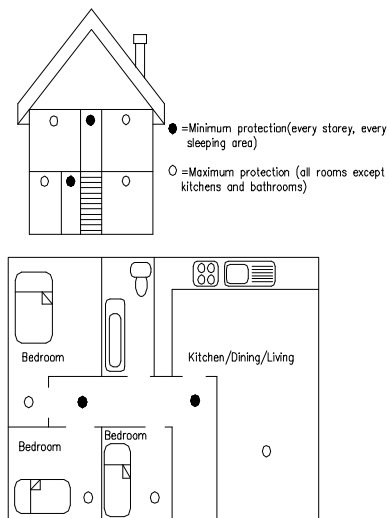 =Minimum protection(every storey, every
sleeping area)
=Maximum protection (all rooms except
kitchens and bathrooms)
Bedroom
Kitchen/Dining/Living
Bedroom
Bedroom